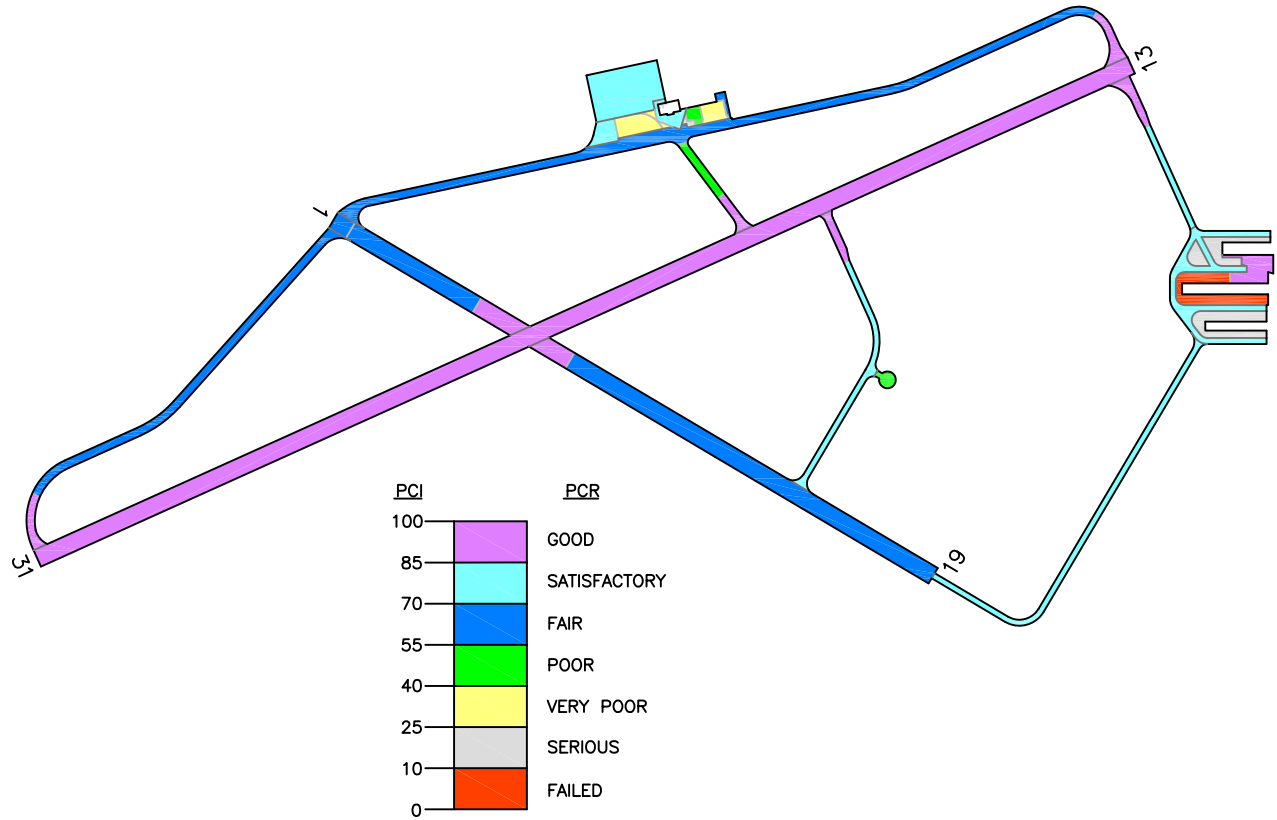 13
1
31
19
PCI PCR
100
GOOD
85
SATISFACTORY
70
FAIR
55
POOR
40
VERY POOR
25
SERIOUS
10
FAILED
0